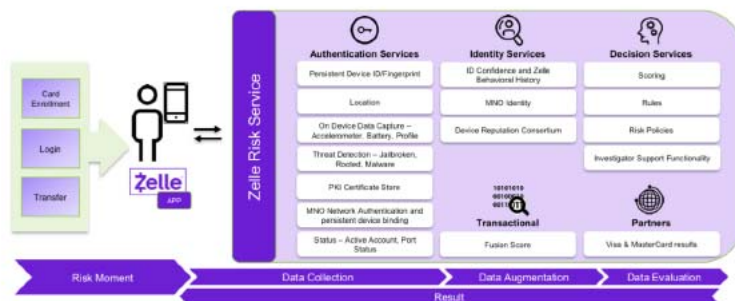 Card
Enrollment
Login
Transfer
Zelle
APP
Zelle Risk Service
Authentication Services
Persistent Device ID/Fingerprint
Location
On Device Data Capture –
Accelerometer, Battery, Profile
Threat Detection – Jailbroken,
Rooted, Malware
PKI Certificate Store
MNO Network Authentication and
persistent device binding
Status – Active Account, Port
Status
Identity Services
ID Confidence and Zelle
Behavioral History
MNO Identity
Device Reputation Consortium
10101010
Transactional
Fusion Score
Decision Services
Scoring
Rules
Risk Policies
Investigator Support Functionality
Partners
Visa & MasterCard results
Risk Moment
Data Collection
Data Augmentation
Data Evaluation
Result